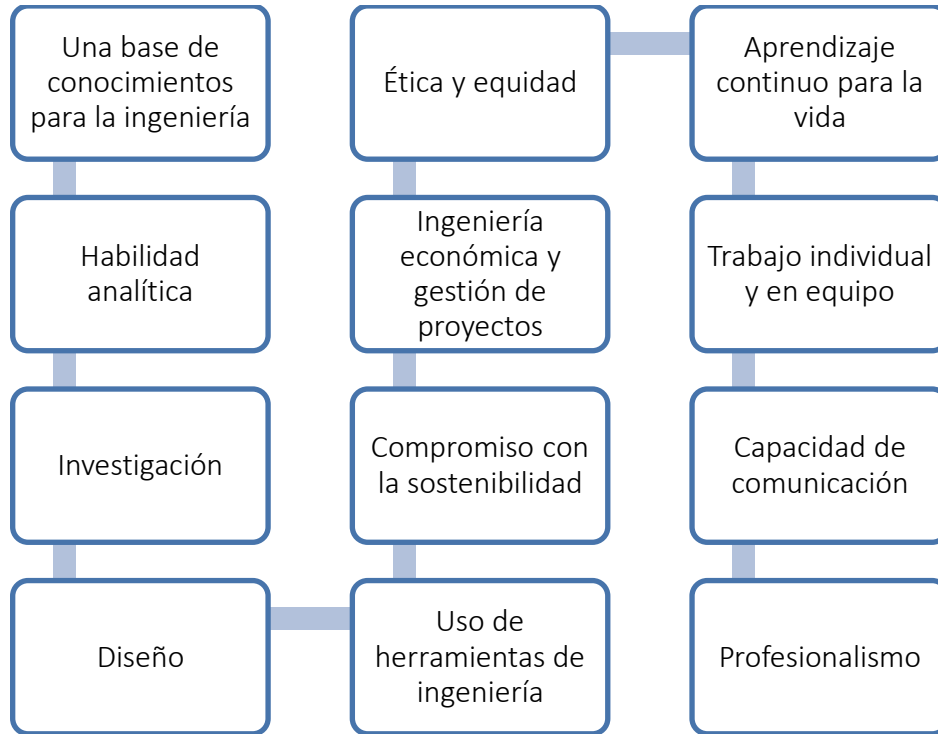 Una base de
conocimientos
para la ingeniería
Habilidad
analítica
Investigación
Diseño
Uso de
herramientas de
ingeniería
Compromiso con
la sostenibilidad
Ingeniería
económica y
gestión de
proyectos
Ética y equidad
Aprendizaje
continuo para la
vida
Trabajo individual
y en equipo
Capacidad de
comunicación
Profesionalismo